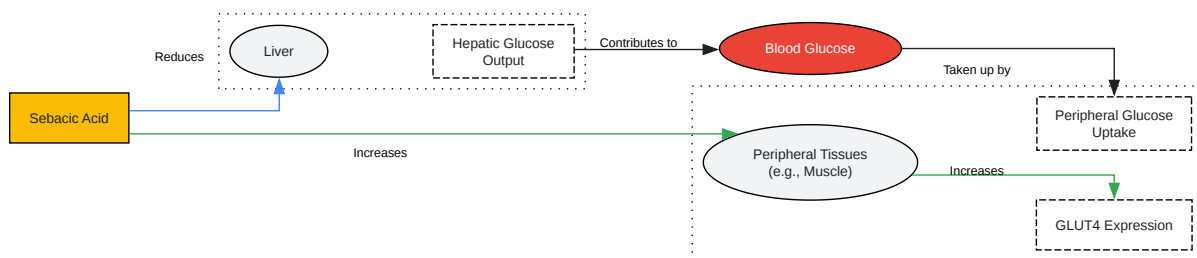 Reduces
Liver
Hepatic Glucose
Output
Contributes to
Blood Glucose
Taken up by
Sebacic Acid
Increases
Peripheral Tissues
(e.g., Muscle)
Peripheral Glucose
Uptake
Increases
GLUT4 Expression